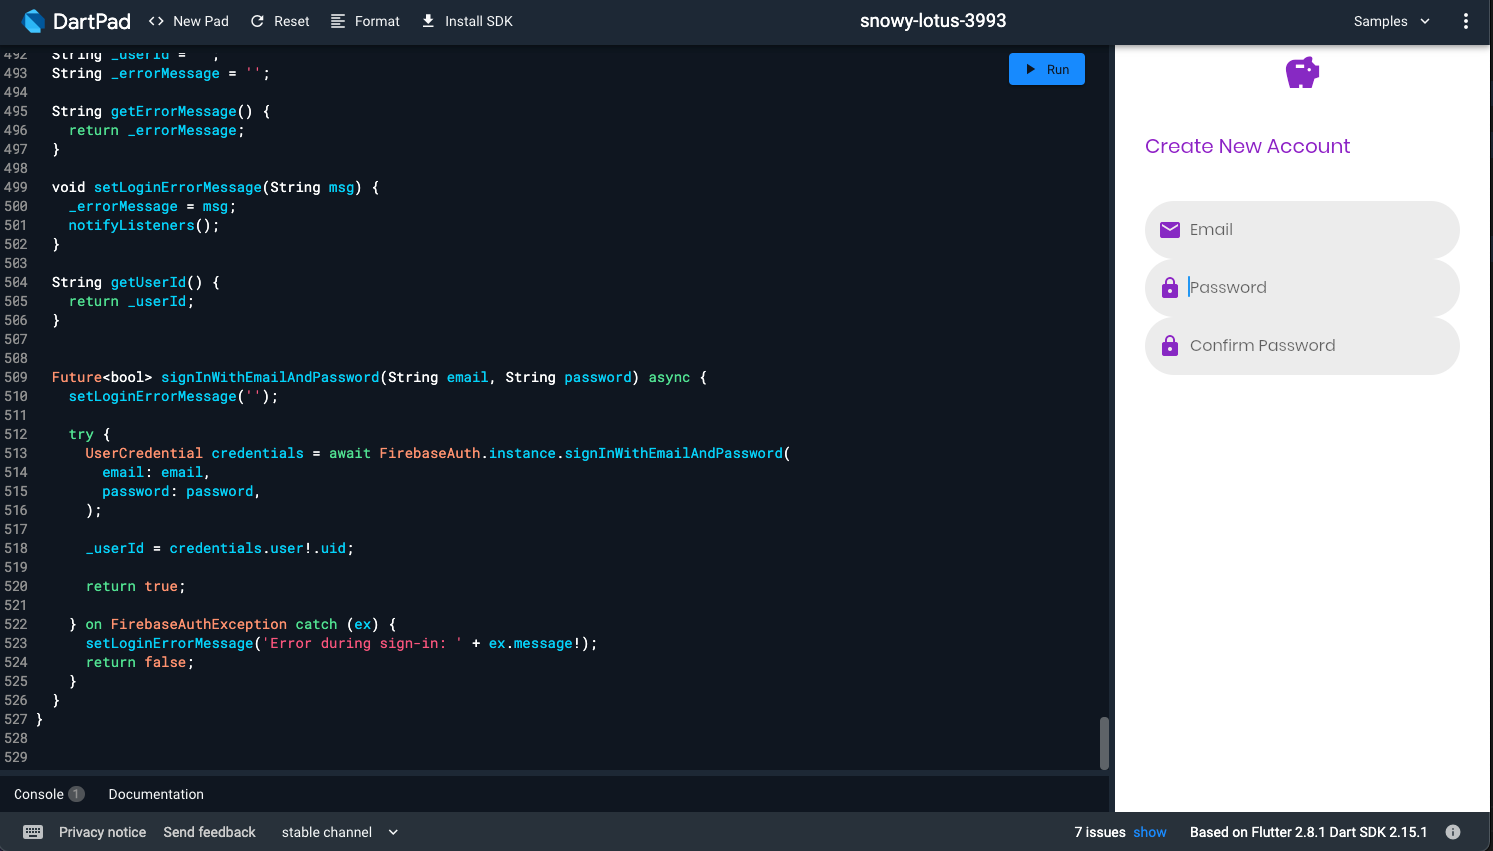 DartPad
<> New Pad
Reset
Format
Install SDK
snowy-lotus-3993
Samples
492 String _userId = '';
493 String _errorMessage = '';
494
495 String getErrorMessage() {
496 return _errorMessage;
497 }
498
499 void setLoginErrorMessage(String msg) {
500 _errorMessage = msg;
501 notifyListeners();
502 }
503
504 String getUserId() {
505 return _userId;
506 }
507
508
509 Future<bool> signInWithEmailAndPassword(String email, String password) async {
510 setLoginErrorMessage('');
511
512 try {
513 UserCredential credentials = await FirebaseAuth.instance.signInWithEmailAndPassword(
514 email: email,
515 password: password,
516 );
517
518 _userId = credentials.user!.uid;
519
520 return true;
521
522 } on FirebaseAuthException catch (ex) {
523 setLoginErrorMessage('Error during sign-in: ' + ex.message!);
524 return false;
525 }
526 }
527 }
528
529
Run
Create New Account
Email
Password
Confirm Password
Console 1
Documentation
Privacy notice
Send feedback
stable channel
7 issues show
Based on Flutter 2.8.1 Dart SDK 2.15.1